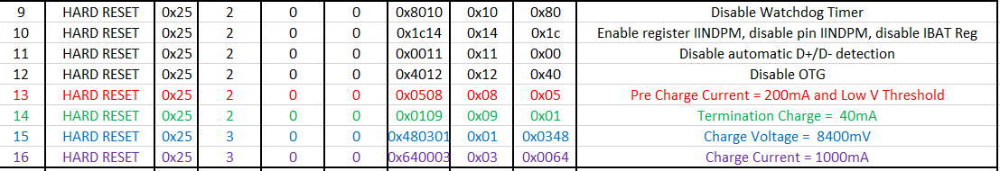 9 HARD RESET 0x25 2 0 0 0x8010 0x10 0x80 Disable Watchdog Timer
10 HARD RESET 0x25 2 0 0 0x1c14 0x14 0x1c Enable register IINDPM, disable pin IINDPM, disable IBAT Reg
11 HARD RESET 0x25 2 0 0 0x0011 0x11 0x00 Disable automatic D+/D- detection
12 HARD RESET 0x25 2 0 0 0x4012 0x12 0x40 Disable OTG
13 HARD RESET 0x25 2 0 0 0x0508 0x08 0x05 Pre Charge Current = 200mA and Low V Threshold
14 HARD RESET 0x25 2 0 0 0x0109 0x09 0x01 Termination Charge = 40mA
15 HARD RESET 0x25 3 0 0 0x480301 0x01 0x0348 Charge Voltage = 8400mV
16 HARD RESET 0x25 3 0 0 0x640003 0x03 0x0064 Charge Current = 1000mA